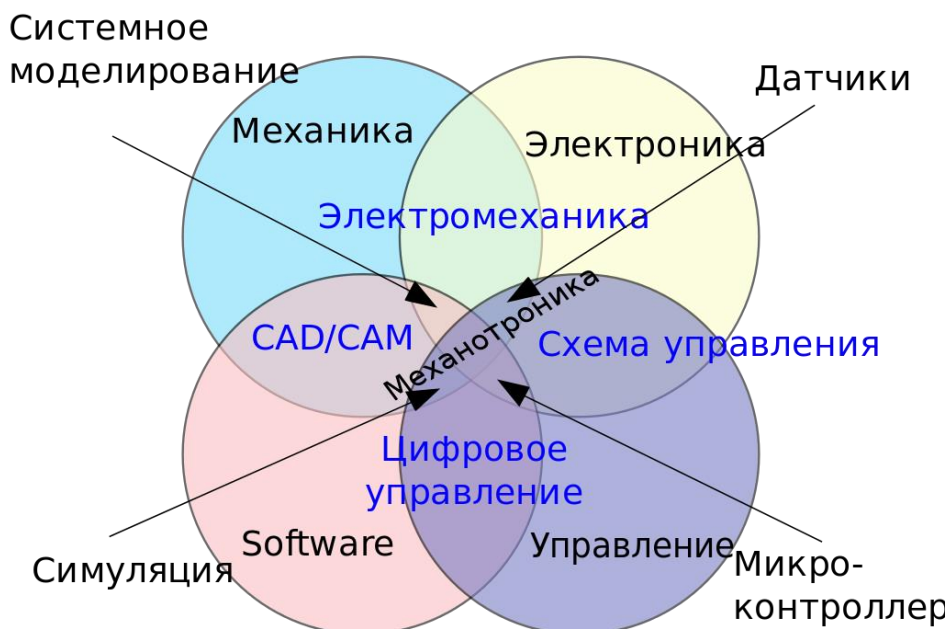 Системное
моделирование
Датчики
Механика
Электроника
Электромеханика
Механотроника
CAD/CAM
Схема управления
Цифровое
управление
Software
Управление
Симуляция
Микро-
контроллер